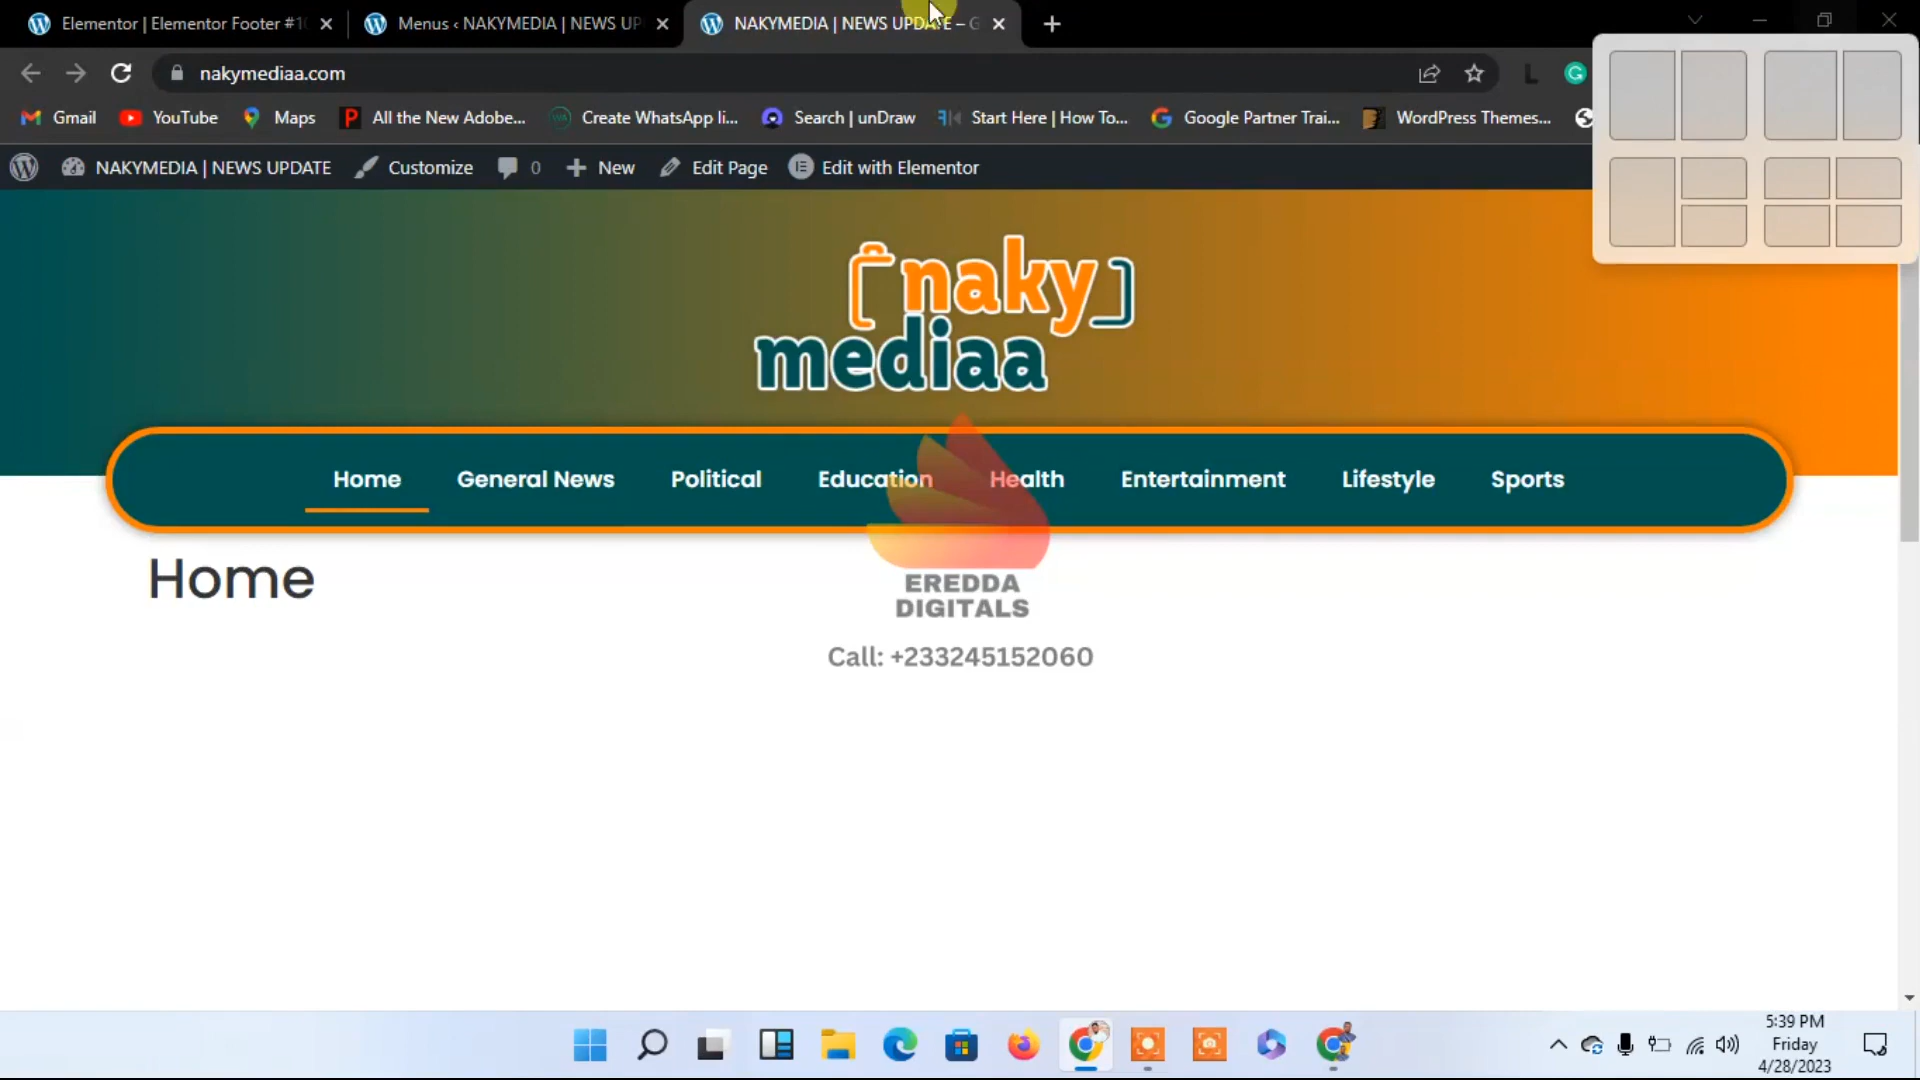 Elementor | Elementor Footer #1
Menus ‹ NAKYMEDIA | NEWS UP
NAKYMEDIA | NEWS UPDATE – G
nakymediaa.com
Gmail
YouTube
Maps
All the New Adobe...
Create WhatsApp li...
Search | unDraw
Start Here | How To...
Google Partner Trai...
WordPress Themes...
NAKYMEDIA | NEWS UPDATE
Customize
0
New
Edit Page
Edit with Elementor
naky
mediaa
Home
General News
Political
Education
Health
Entertainment
Lifestyle
Sports
Home
EREDDA
DIGITALS
Call: +233245152060
5:39 PM
Friday
4/28/2023